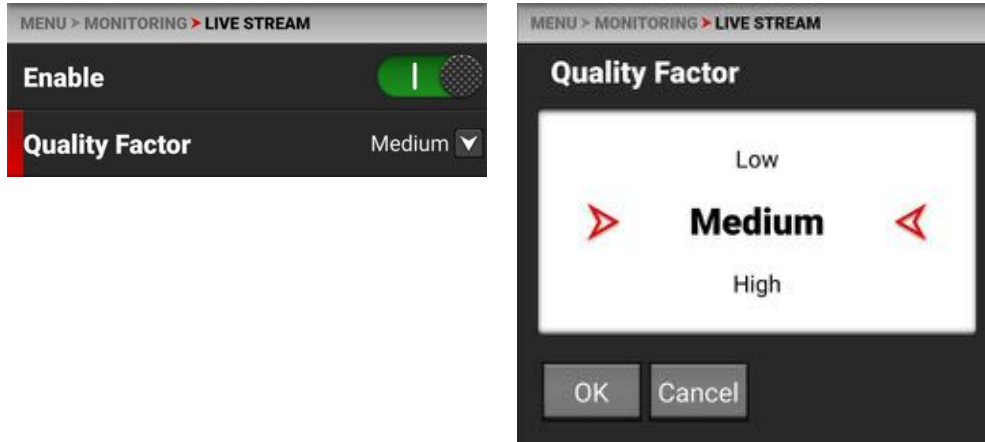 MENU > MONITORING > LIVE STREAM
Enable
Quality Factor Medium
MENU > MONITORING > LIVE STREAM
Quality Factor
Low
Medium
High
OK Cancel